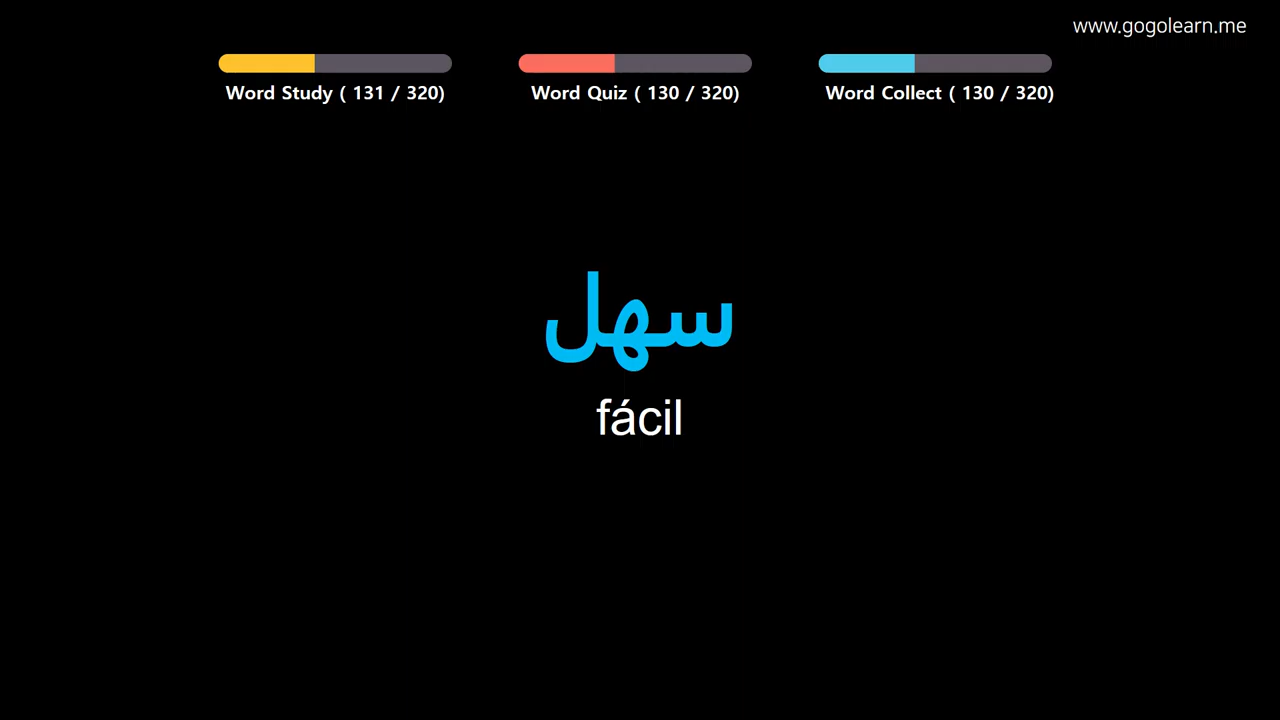 www.gogolearn.me
Word Study ( 131 / 320)
Word Quiz ( 130 / 320)
Word Collect ( 130 / 320)
سهل
fácil